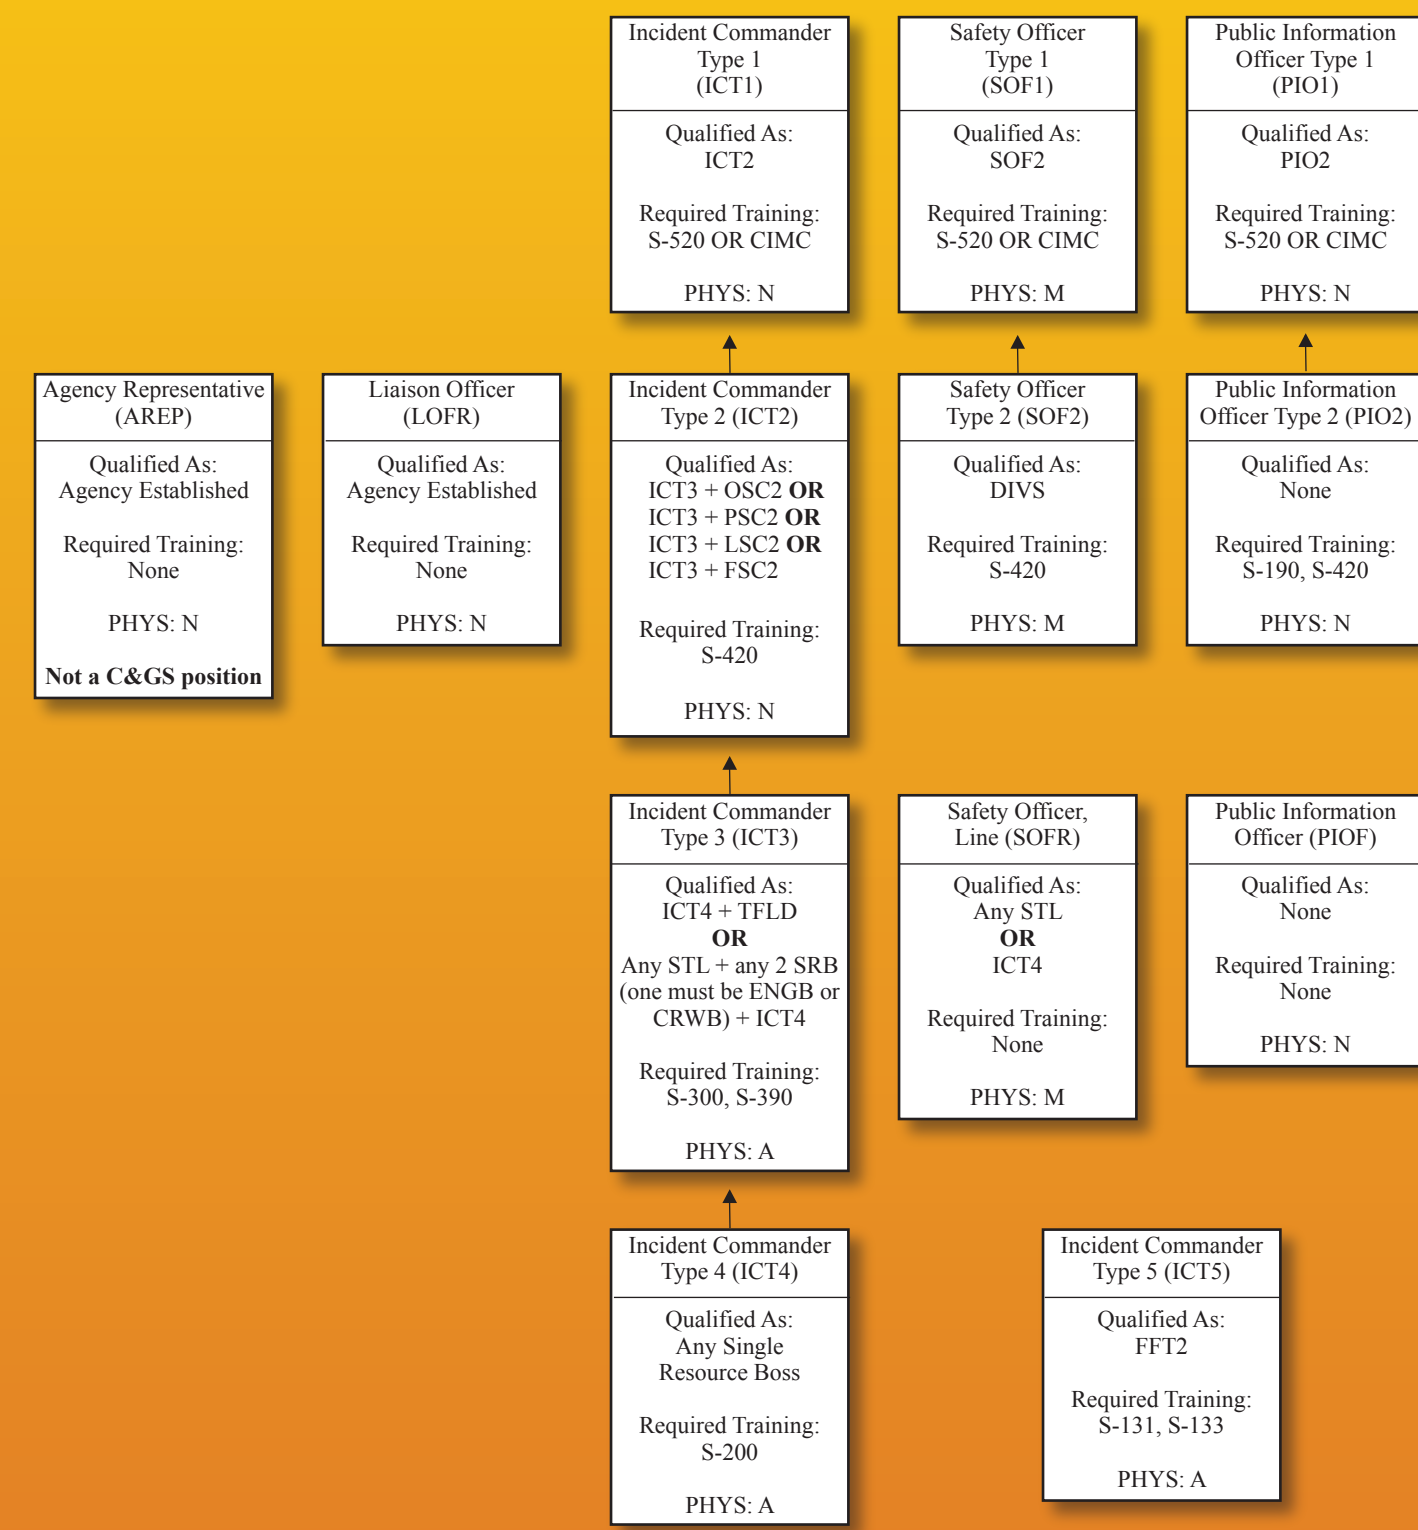 Incident Commander
Type 1
(ICT1)
Qualified As:
ICT2
Required Training:
S-520 OR CIMC
PHYS: N
Safety Officer
Type 1
(SOF1)
Qualified As:
SOF2
Required Training:
S-520 OR CIMC
PHYS: M
Public Information
Officer Type 1
(PIO1)
Qualified As:
PIO2
Required Training:
S-520 OR CIMC
PHYS: N
Agency Representative
(AREP)
Qualified As:
Agency Established
Required Training:
None
PHYS: N
Not a C&GS position
Liaison Officer
(LOFR)
Qualified As:
Agency Established
Required Training:
None
PHYS: N
Incident Commander
Type 2 (ICT2)
Qualified As:
ICT3 + OSC2 OR
ICT3 + PSC2 OR
ICT3 + LSC2 OR
ICT3 + FSC2
Required Training:
S-420
PHYS: N
Safety Officer
Type 2 (SOF2)
Qualified As:
DIVS
Required Training:
S-420
PHYS: M
Public Information
Officer Type 2 (PIO2)
Qualified As:
None
Required Training:
S-190, S-420
PHYS: N
Incident Commander
Type 3 (ICT3)
Qualified As:
ICT4 + TFLD
OR
Any STL + any 2 SRB
(one must be ENGB or
CRWB) + ICT4
Required Training:
S-300, S-390
PHYS: A
Safety Officer,
Line (SOFR)
Qualified As:
Any STL
OR
ICT4
Required Training:
None
PHYS: M
Public Information
Officer (PIOF)
Qualified As:
None
Required Training:
None
PHYS: N
Incident Commander
Type 4 (ICT4)
Qualified As:
Any Single
Resource Boss
Required Training:
S-200
PHYS: A
Incident Commander
Type 5 (ICT5)
Qualified As:
FFT2
Required Training:
S-131, S-133
PHYS: A